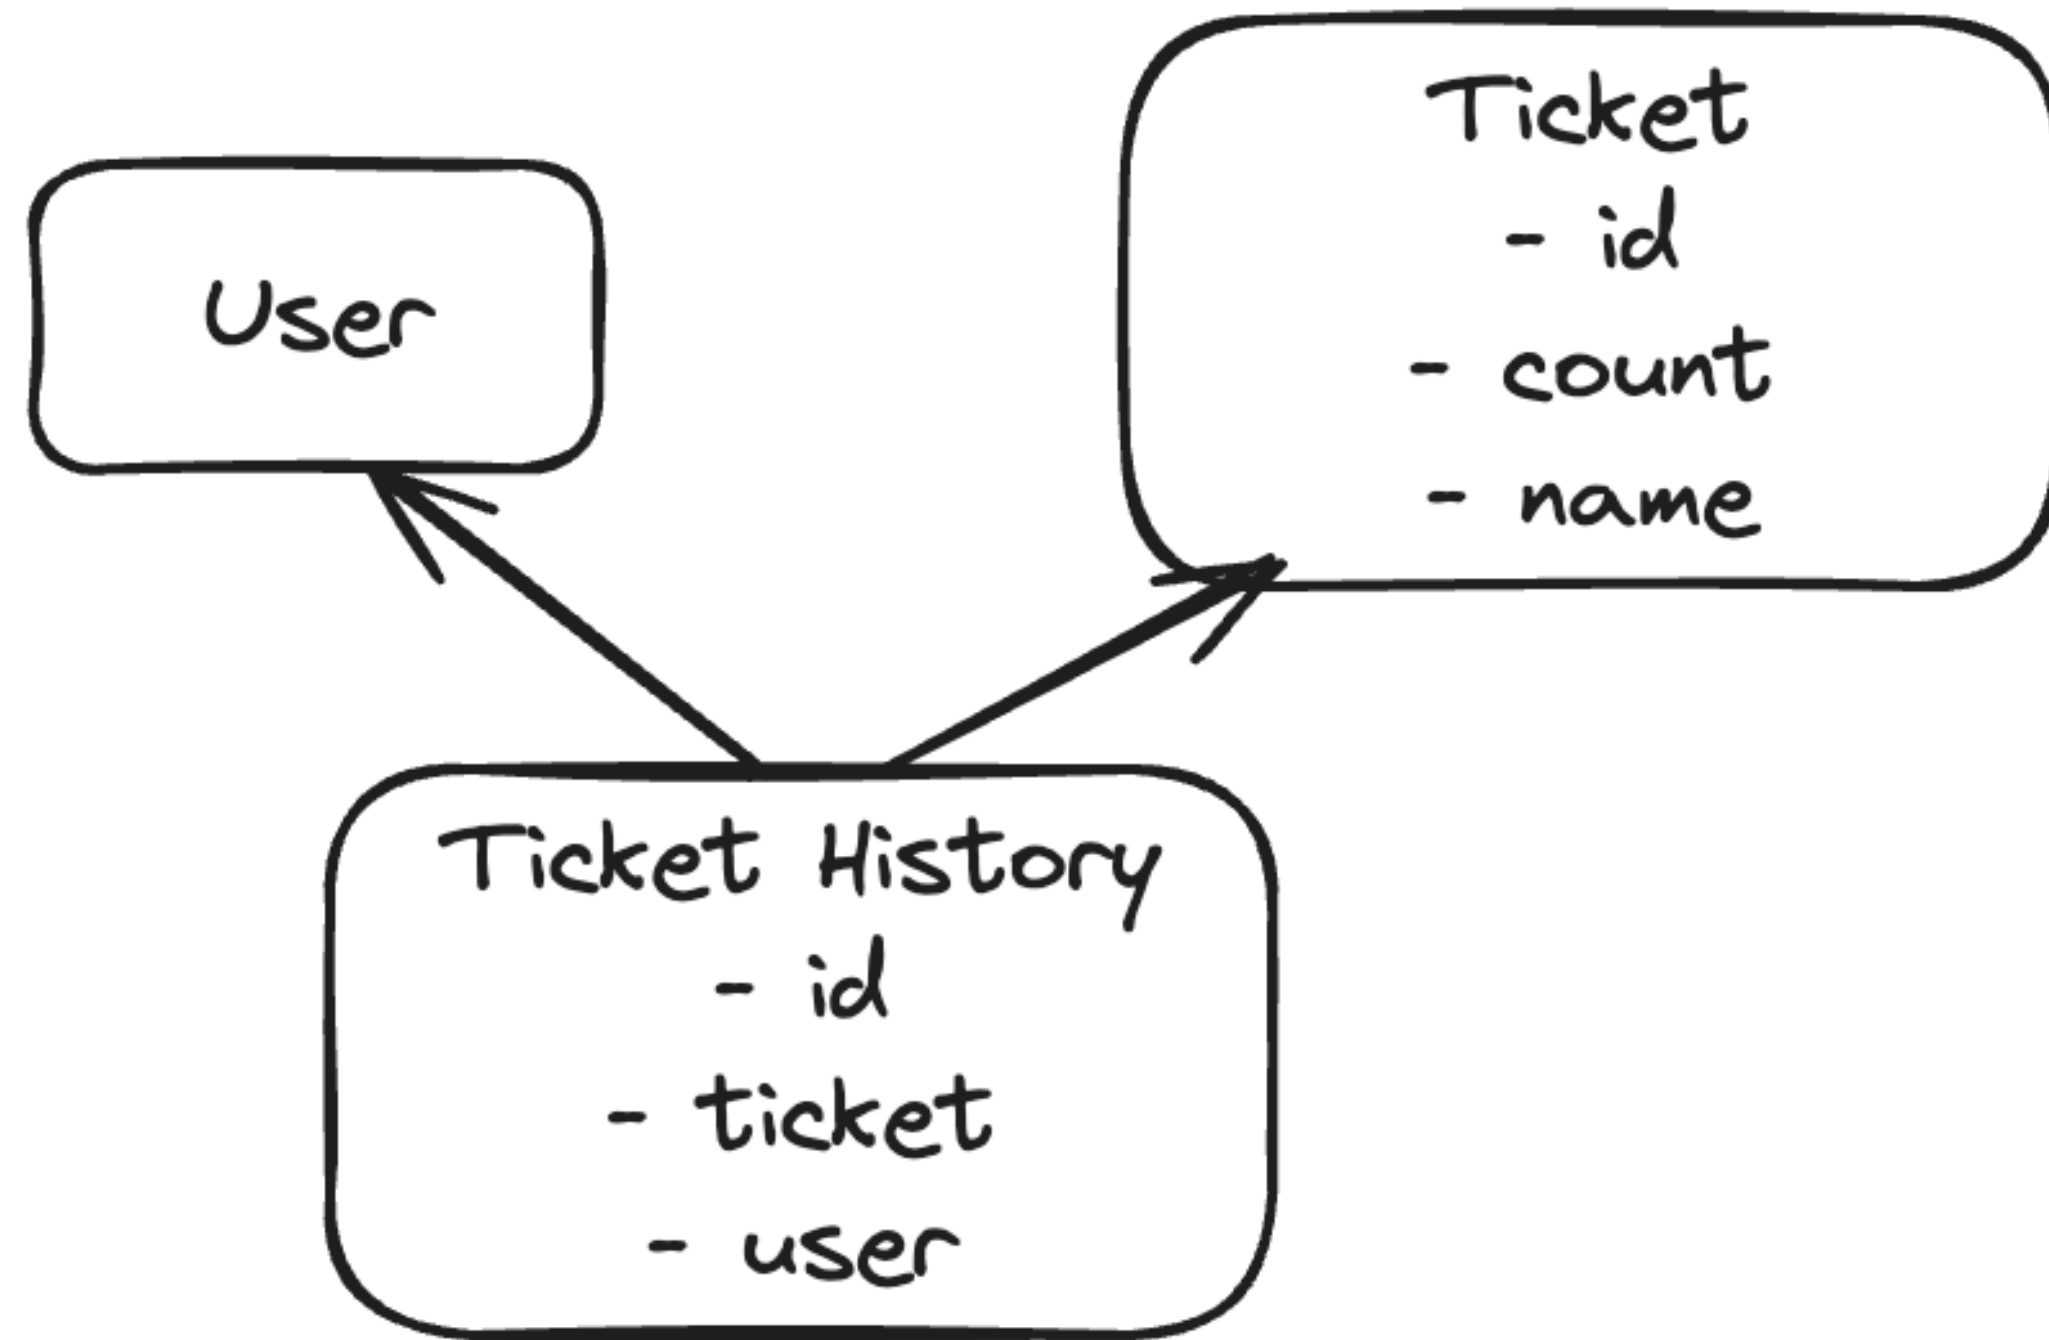 User
Ticket
- id
- count
- name
Ticket History
- id
- ticket
- user